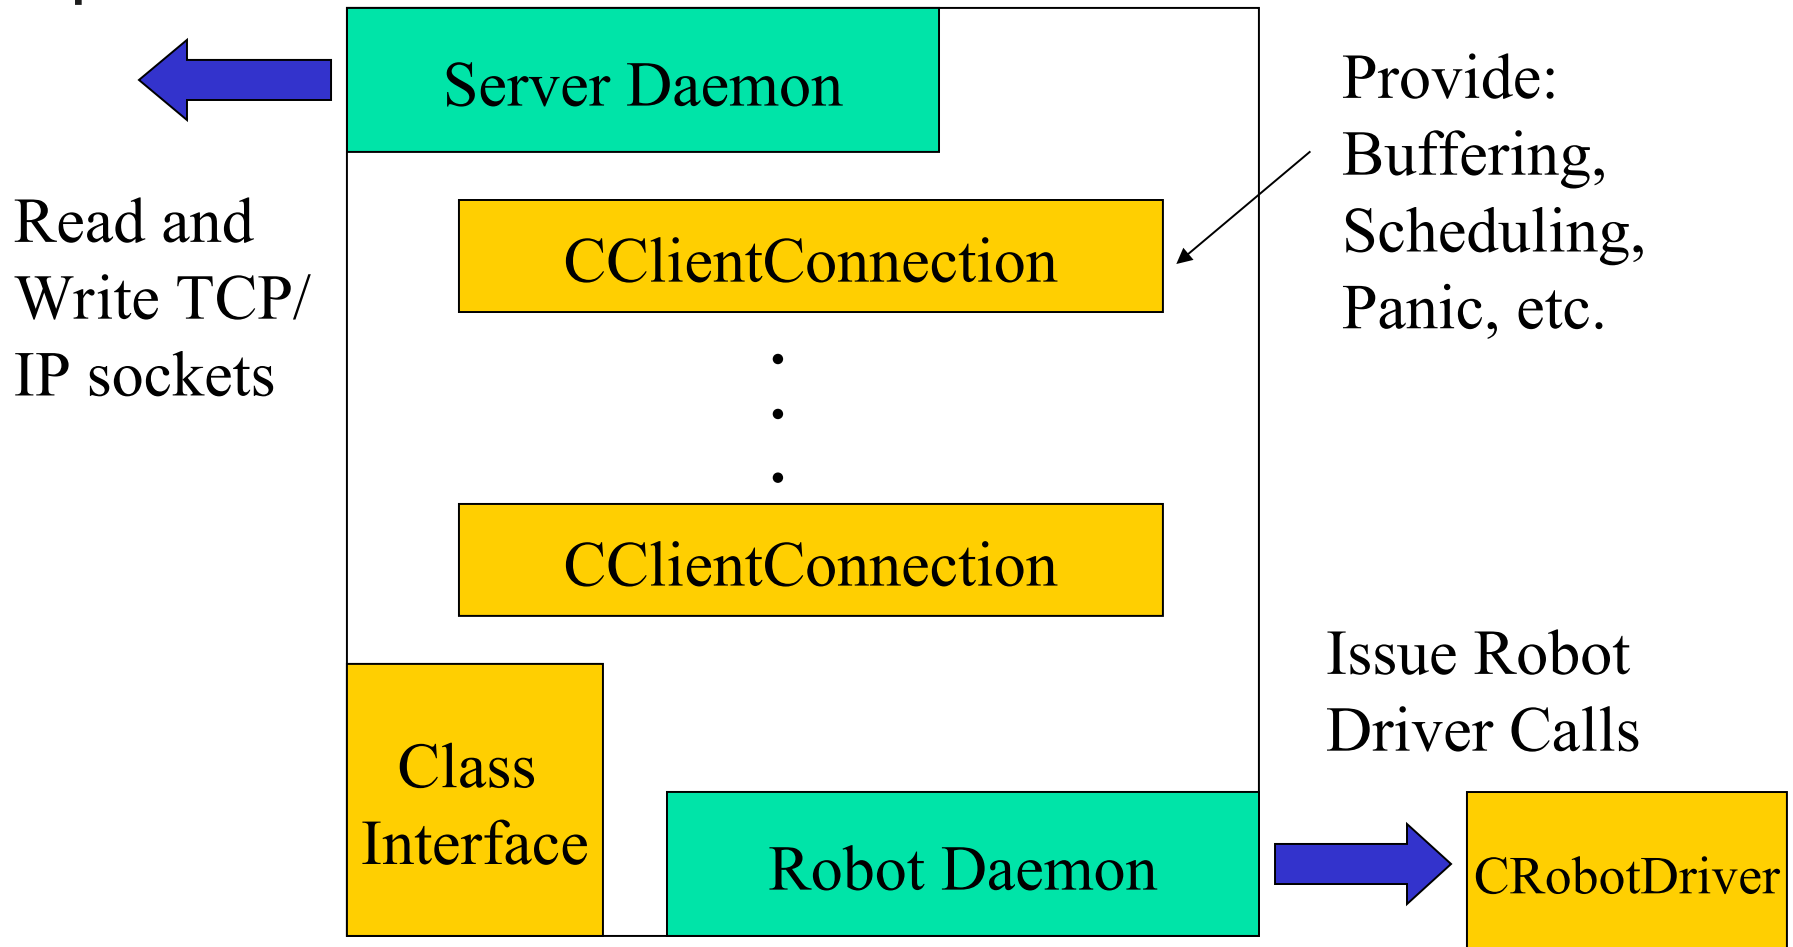 Server Daemon
Read and
Write TCP/
IP sockets
Provide:
Buffering,
Scheduling,
Panic, etc.
CClientConnection
CClientConnection
Class
Interface
Issue Robot
Driver Calls
Robot Daemon
CRobotDriver